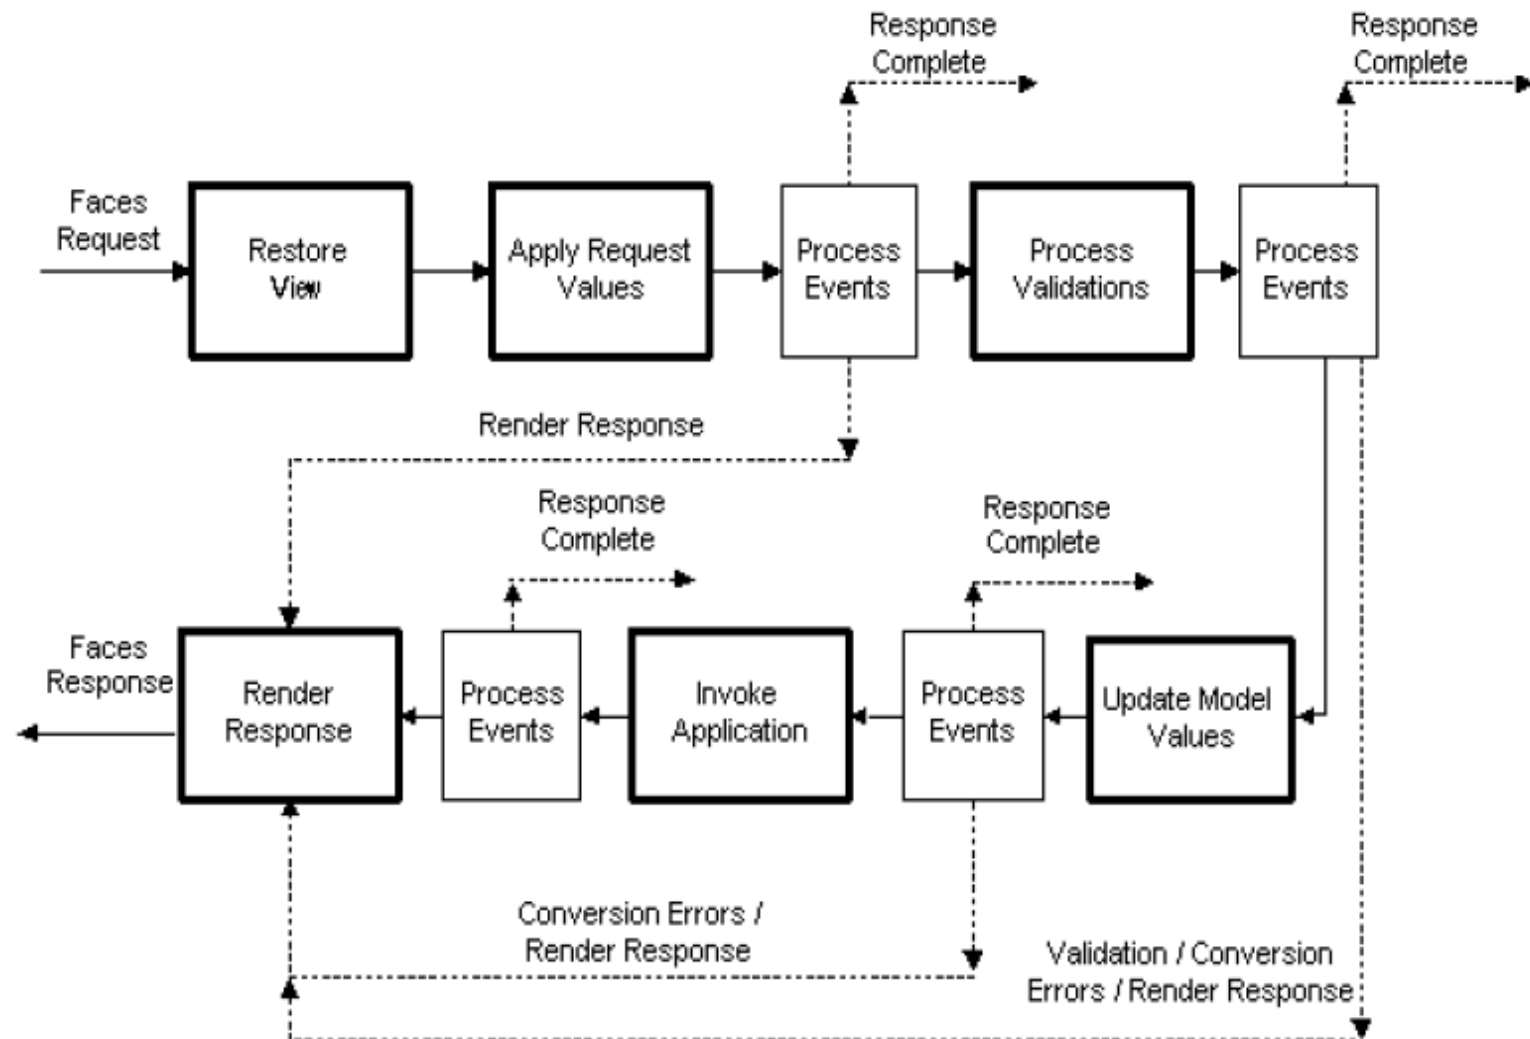 Response
Complete
Response
Complete
Faces
Request
Restore
View
Apply Request
Values
Process
Events
Process
Validations
Process
Events
Render Response
Response
Complete
Response
Complete
Faces
Response
Render
Response
Process
Events
Invoke
Application
Process
Events
Update Model
Values
Conversion Errors /
Render Response
Validation / Conversion
Errors / Render Response